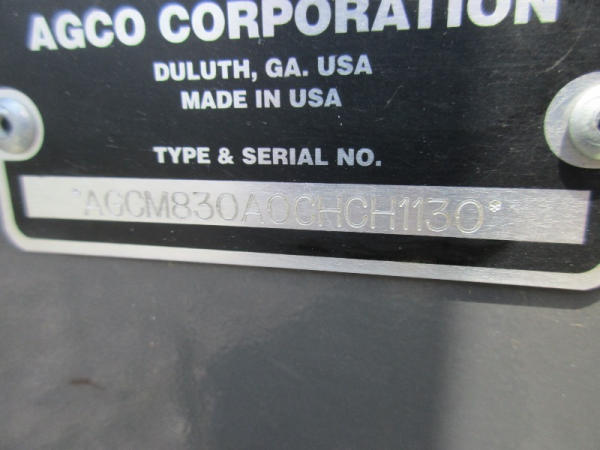 AGCO CORPORATION
DULUTH, GA. USA
MADE IN USA
TYPE & SERIAL NO.
*AGCM830A0CHCH1130*